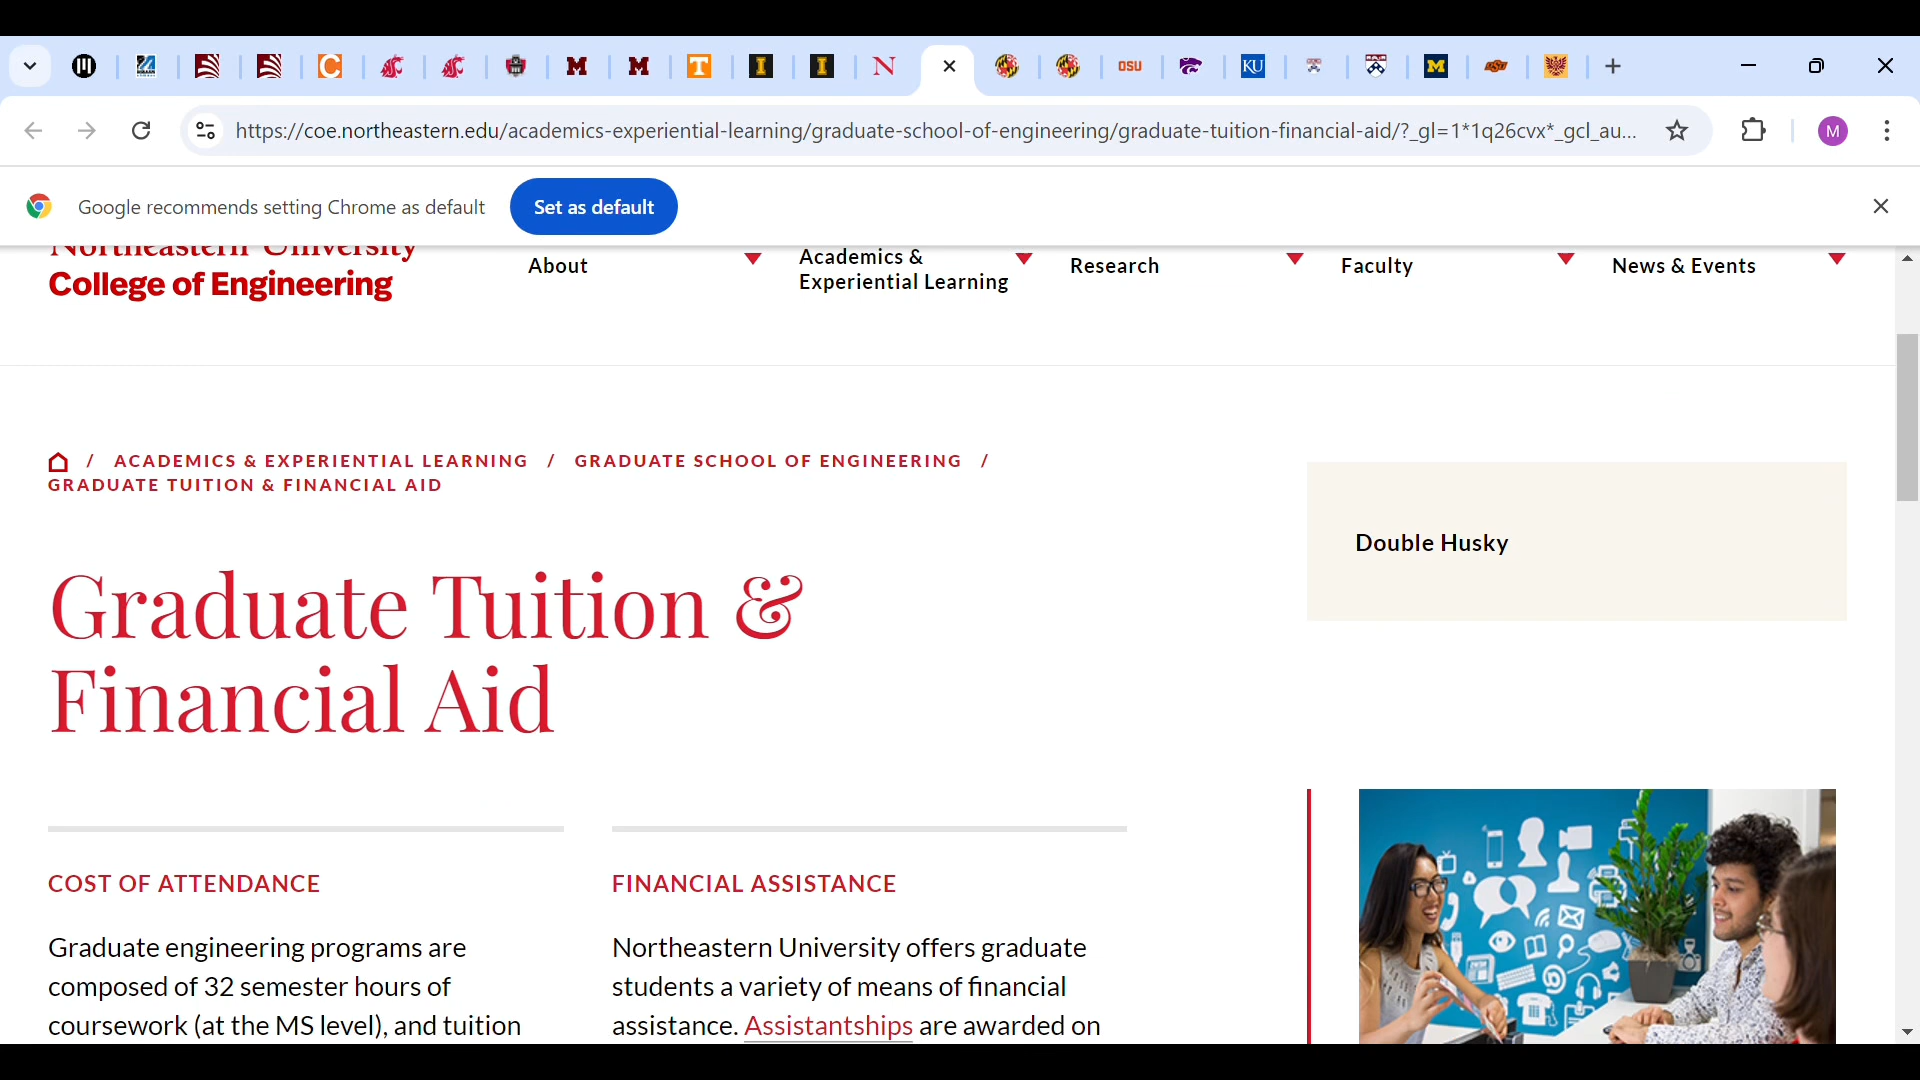 OSU
KU
https://coe.northeastern.edu/academics-experiential-learning/graduate-school-of-engineering/graduate-tuition-financial-aid/?_gl=1*1q26cvx*_gcl_au...
M
Google recommends setting Chrome as default
Set as default
Northeastern University
College of Engineering
About
Academics &
Experiential Learning
Research
Faculty
News & Events
/ ACADEMICS & EXPERIENTIAL LEARNING / GRADUATE SCHOOL OF ENGINEERING /
GRADUATE TUITION & FINANCIAL AID
Double Husky
Graduate Tuition &
Financial Aid
COST OF ATTENDANCE
Graduate engineering programs are
composed of 32 semester hours of
coursework (at the MS level), and tuition
FINANCIAL ASSISTANCE
Northeastern University offers graduate
students a variety of means of financial
assistance. Assistantships are awarded on